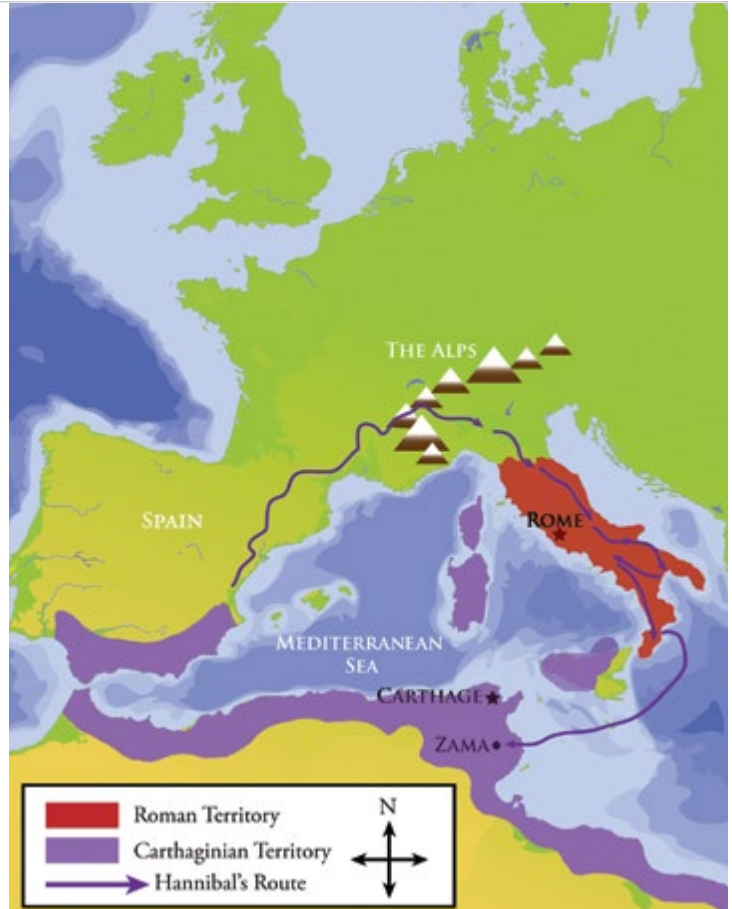 THE ALPS
SPAIN
ROME
MEDITERRANEAN
SEA
CARTHAGE
ZAMA
Roman Territory
Carthaginian Territory
Hannibal's Route
N